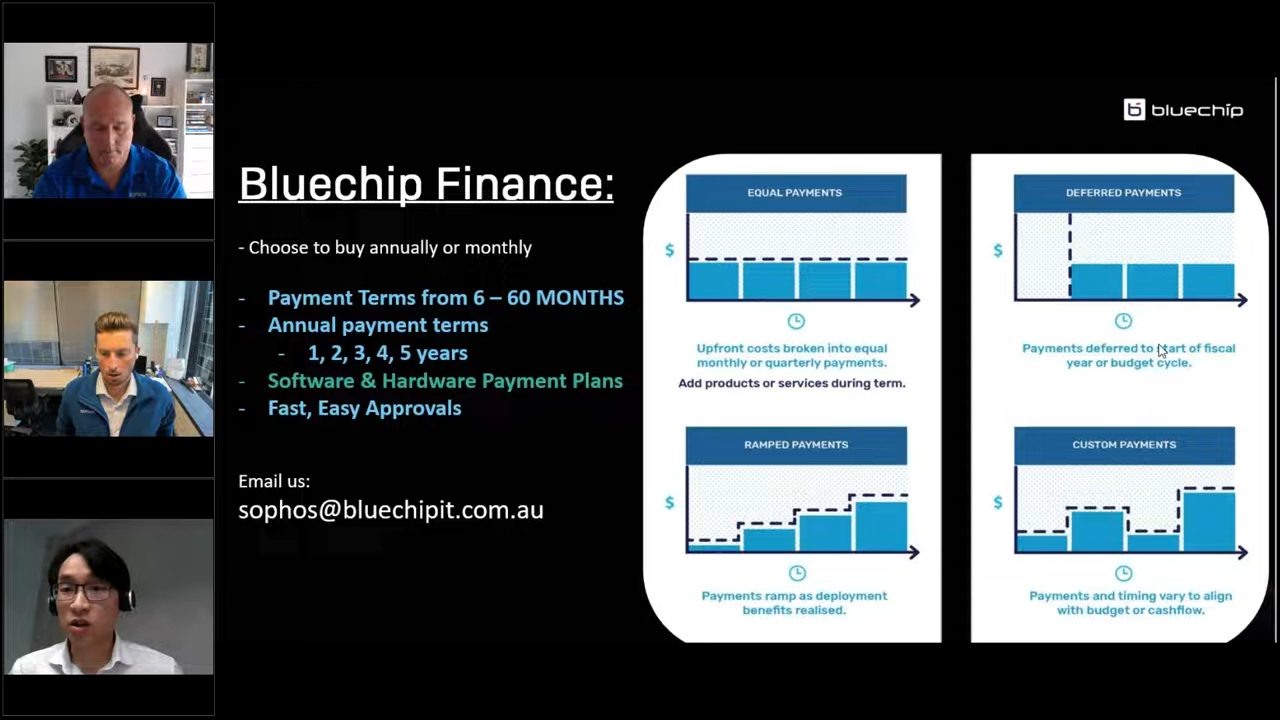 bluechip
Bluechip Finance:
- Choose to buy annually or monthly
- Payment Terms from 6 – 60 MONTHS
- Annual payment terms
- 1, 2, 3, 4, 5 years
- Software & Hardware Payment Plans
- Fast, Easy Approvals
Email us:
sophos@bluechipit.com.au
EQUAL PAYMENTS
$
Upfront costs broken into equal
monthly or quarterly payments.
Add products or services during term.
DEFERRED PAYMENTS
$
Payments deferred to start of fiscal
year or budget cycle.
RAMPED PAYMENTS
$
Payments ramp as deployment
benefits realised.
CUSTOM PAYMENTS
$
Payments and timing vary to align
with budget or cashflow.